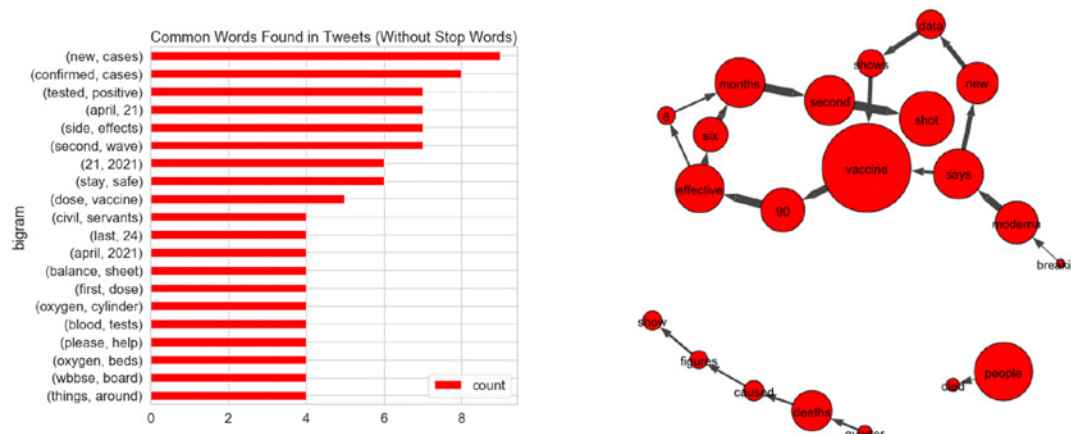 Common Words Found in Tweets (Without Stop Words)
bigram
(new, cases)
(confirmed, cases)
(tested, positive)
(april, 21)
(side, effects)
(second, wave)
(21, 2021)
(stay, safe)
(dose, vaccine)
(civil, servants)
(last, 24)
(april, 2021)
(balance, sheet)
(first, dose)
(oxygen, cylinder)
(blood, tests)
(please, help)
(oxygen, beds)
(wbbse, board)
(things, around)
count
0 2 4 6 8
data
shows
new
months
second
shot
6
six
vaccine
says
effective
90
moderna
breaki
show
figures
caused
deaths
people
died